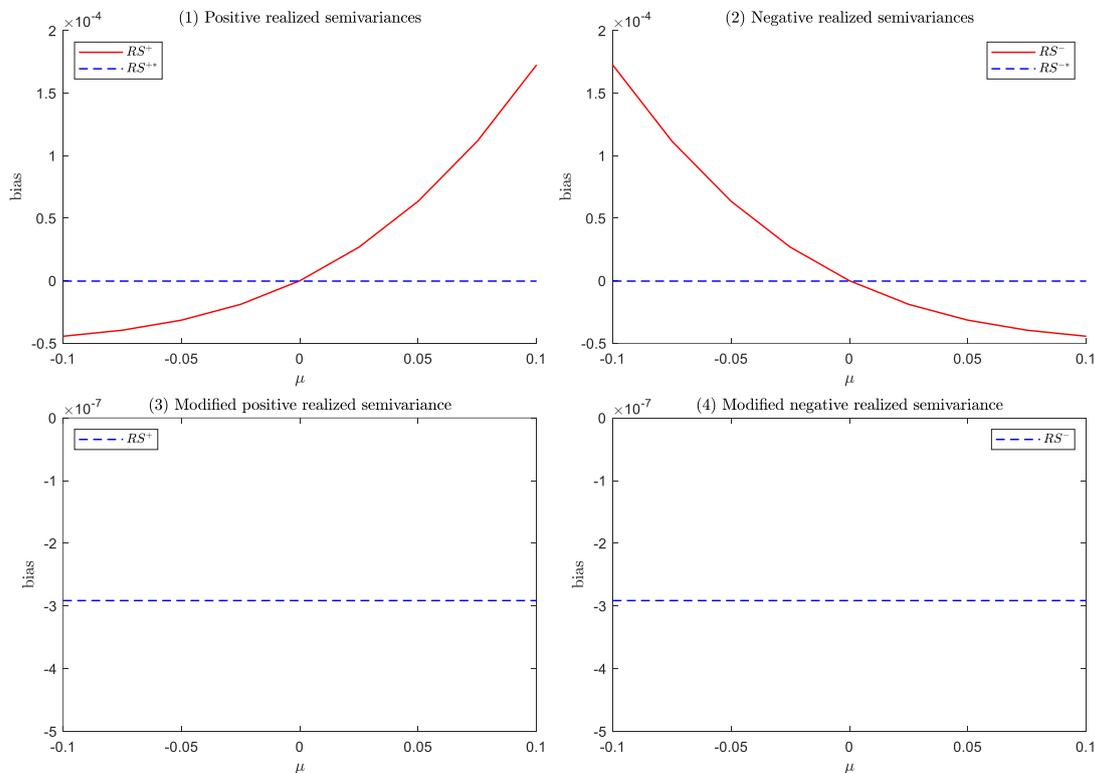 (1) Positive realized semivariances
×10⁻⁴
2
1.5
1
0.5
0
-0.5
bias
RS⁺
RS⁺*
-0.1
-0.05
0
0.05
0.1
μ
(2) Negative realized semivariances
×10⁻⁴
2
1.5
1
0.5
0
-0.5
bias
RS⁻
RS⁻*
-0.1
-0.05
0
0.05
0.1
μ
(3) Modified positive realized semivariance
×10⁻⁷
0
-1
-2
-3
-4
-5
bias
RS⁺
-0.1
-0.05
0
0.05
0.1
μ
(4) Modified negative realized semivariance
×10⁻⁷
0
-1
-2
-3
-4
-5
bias
RS⁻
-0.1
-0.05
0
0.05
0.1
μ